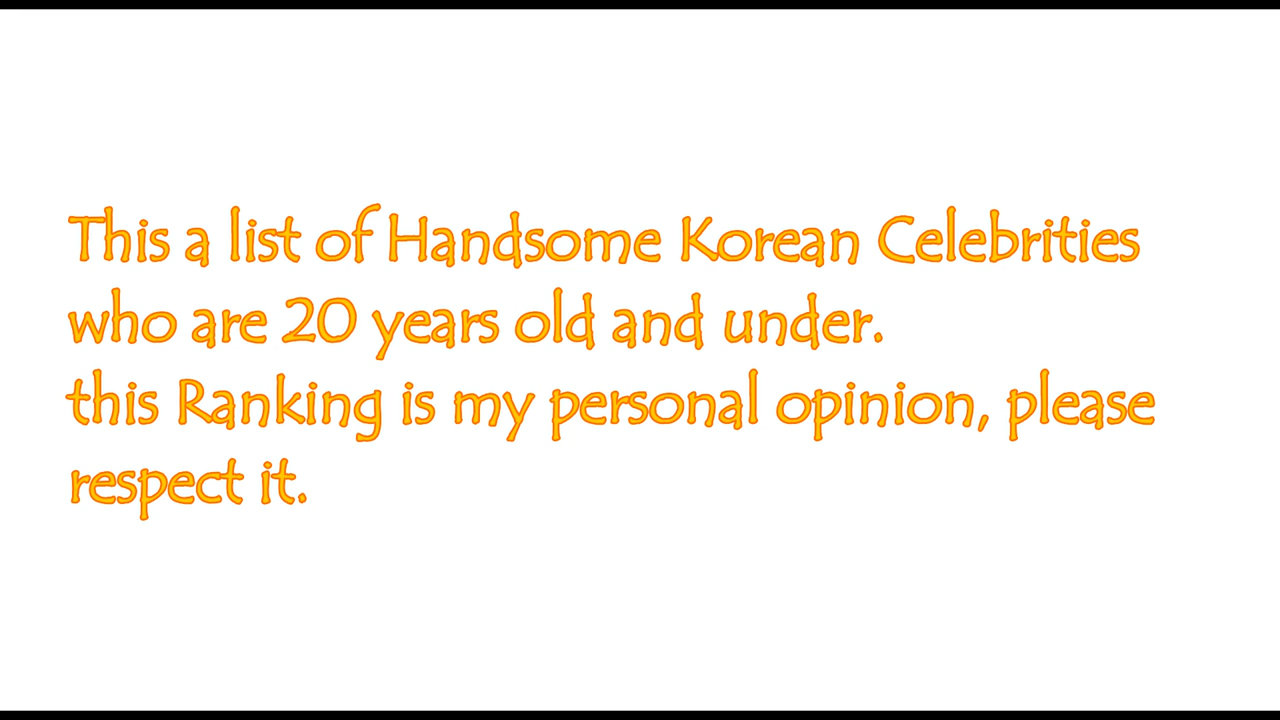 This a list of Handsome Korean Celebrities
who are 20 years old and under.
this Ranking is my personal opinion, please
respect it.